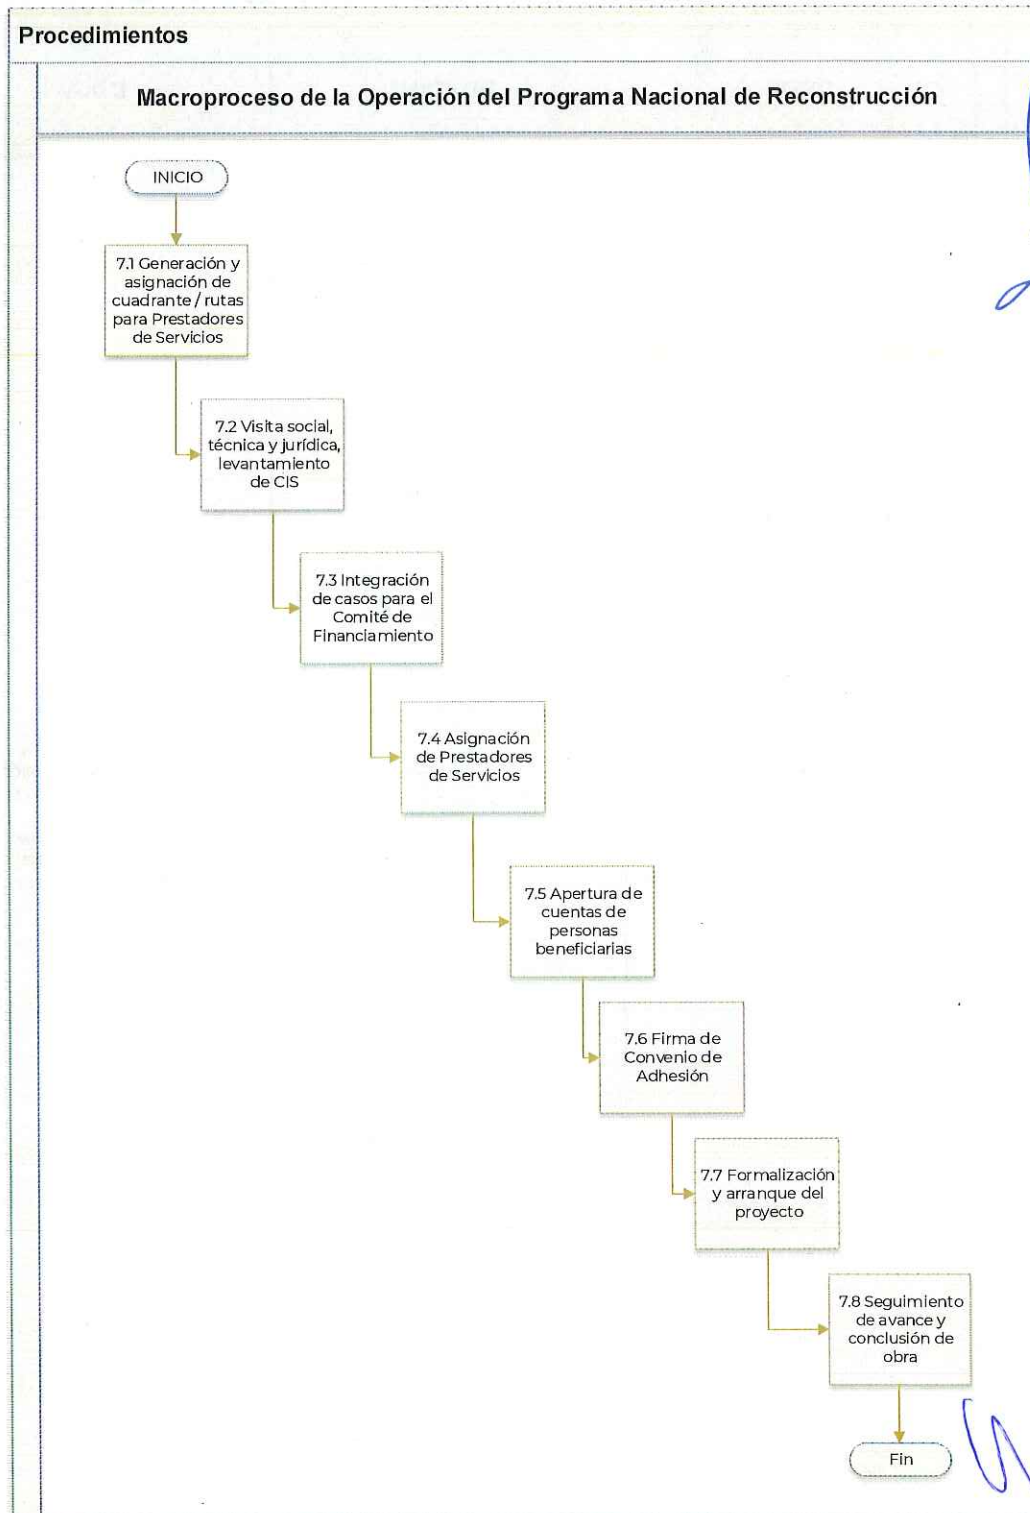 Procedimientos
Macroproceso de la Operación del Programa Nacional de Reconstrucción
INICIO
7.1 Generación y
asignación de
cuadrante / rutas
para Prestadores
de Servicios
7.2 Visita social,
técnica y jurídica,
levantamiento
de CIS
7.3 Integración
de casos para el
Comité de
Financiamiento
7.4 Asignación
de Prestadores
de Servicios
7.5 Apertura de
cuentas de
personas
beneficiarias
7.6 Firma de
Convenio de
Adhesión
7.7 Formalización
y arranque del
proyecto
7.8 Seguimiento
de avance y
conclusión de
obra
Fin